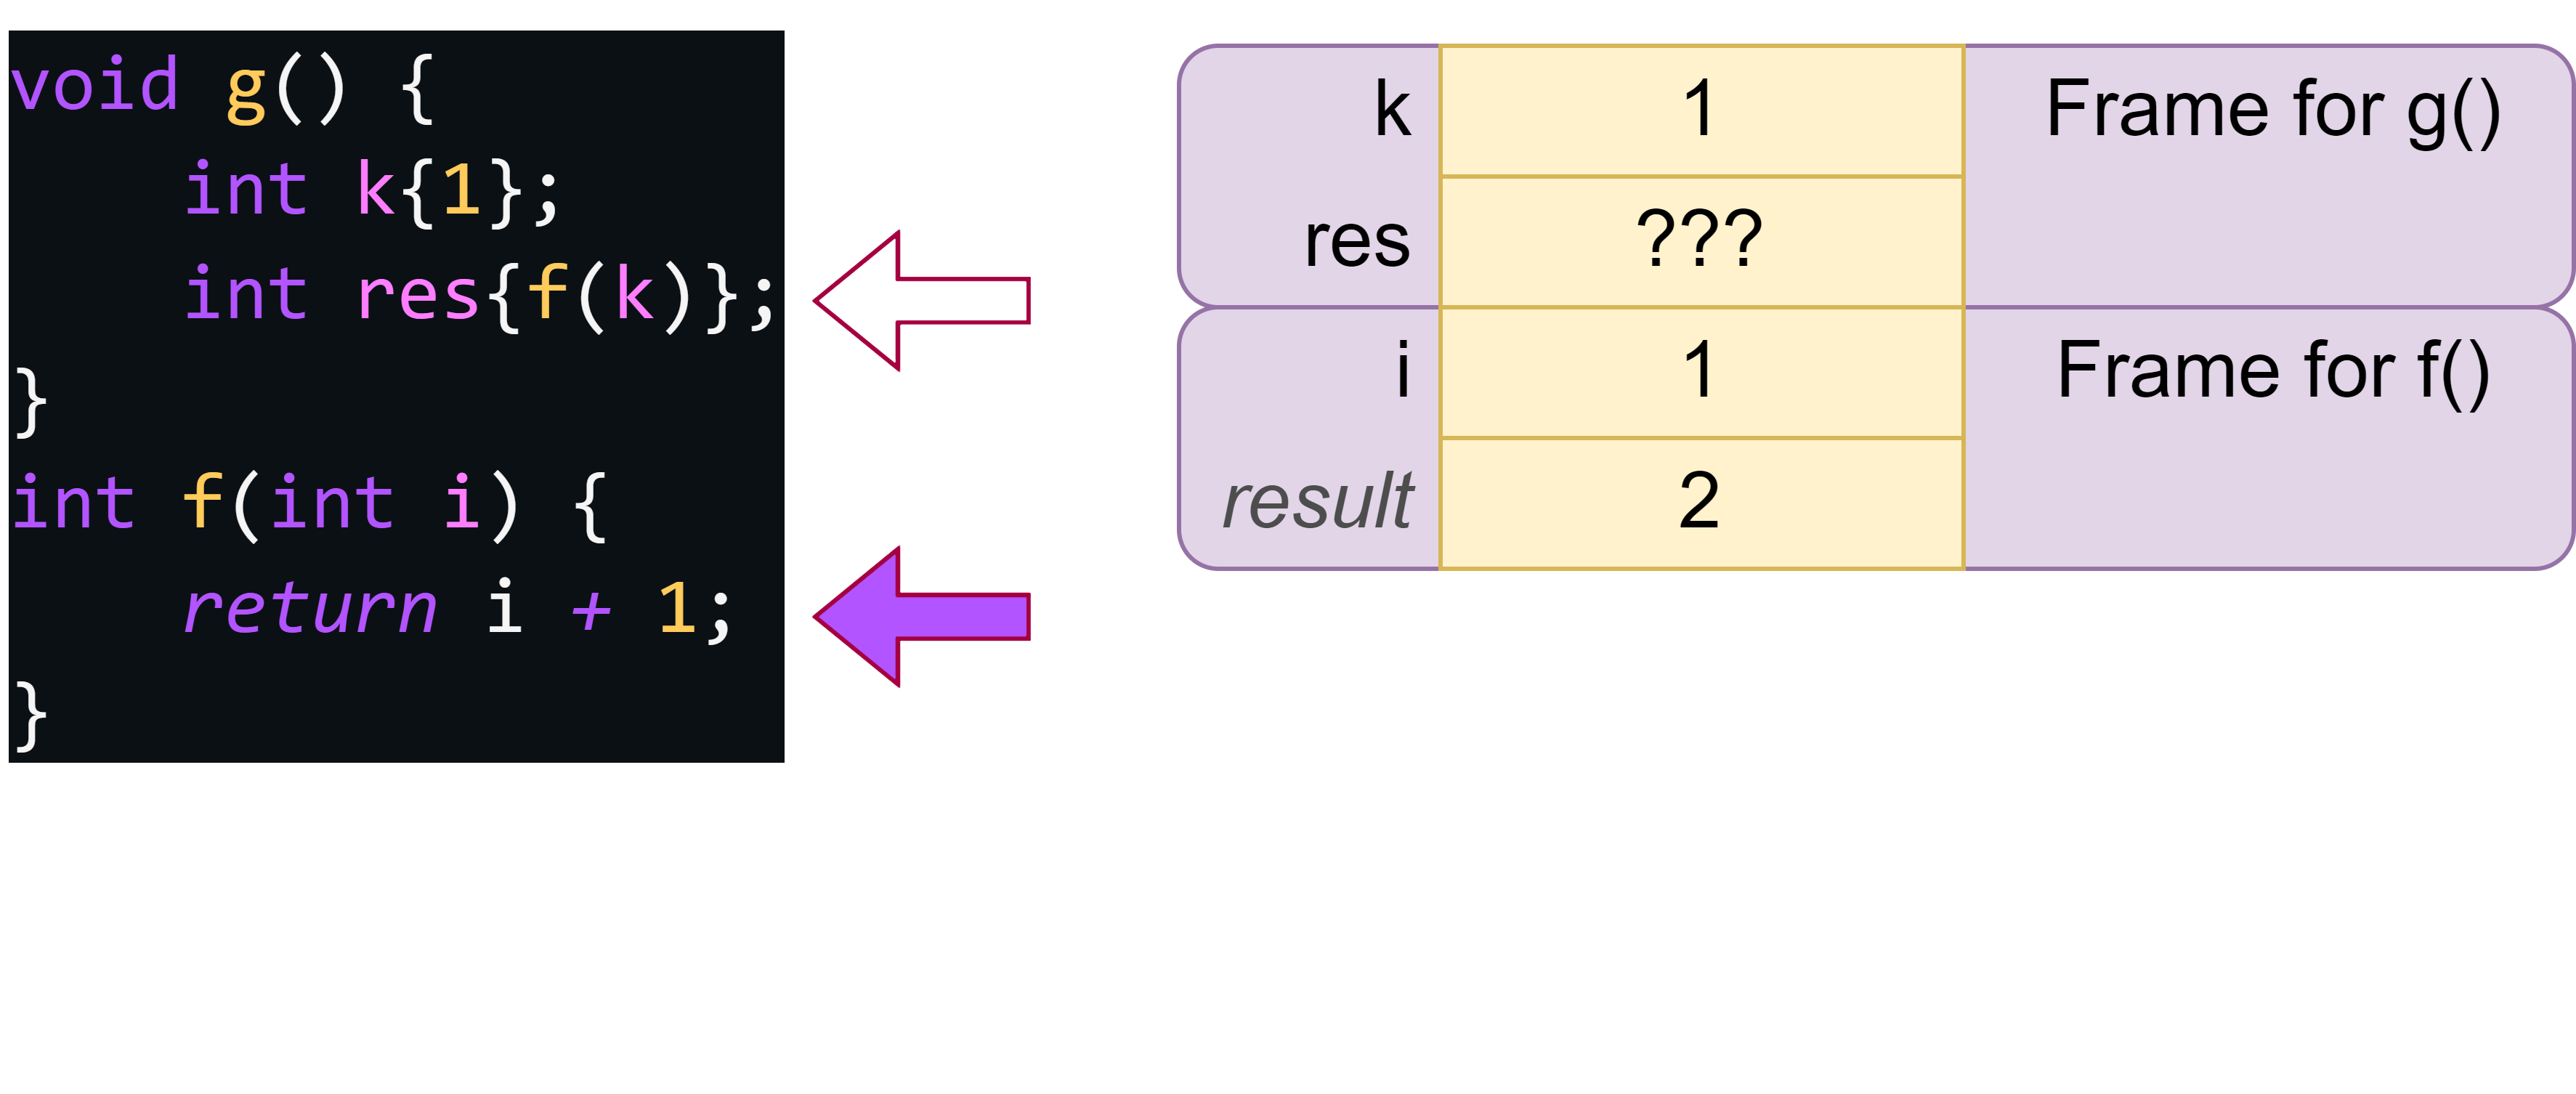 void g() {
    int k{1};
    int res{f(k)};
}
int f(int i) {
    return i + 1;
}
k 1 Frame for g()
res ???
i 1 Frame for f()
result 2